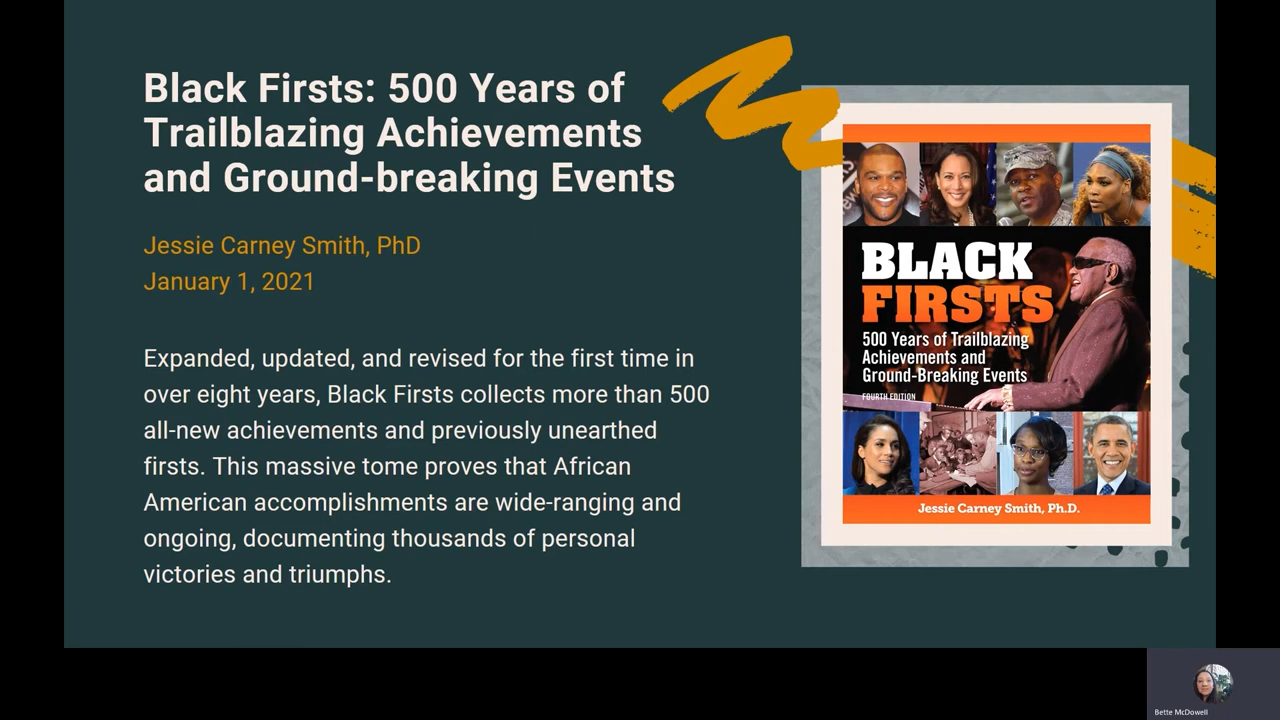 Black Firsts: 500 Years of
Trailblazing Achievements
and Ground-breaking Events
Jessie Carney Smith, PhD
January 1, 2021
Expanded, updated, and revised for the first time in
over eight years, Black Firsts collects more than 500
all-new achievements and previously unearthed
firsts. This massive tome proves that African
American accomplishments are wide-ranging and
ongoing, documenting thousands of personal
victories and triumphs.
BLACK
FIRSTS
500 Years of Trailblazing
Achievements and
Ground-Breaking Events
FOURTH EDITION
Jessie Carney Smith, Ph.D.
Bette McDowell